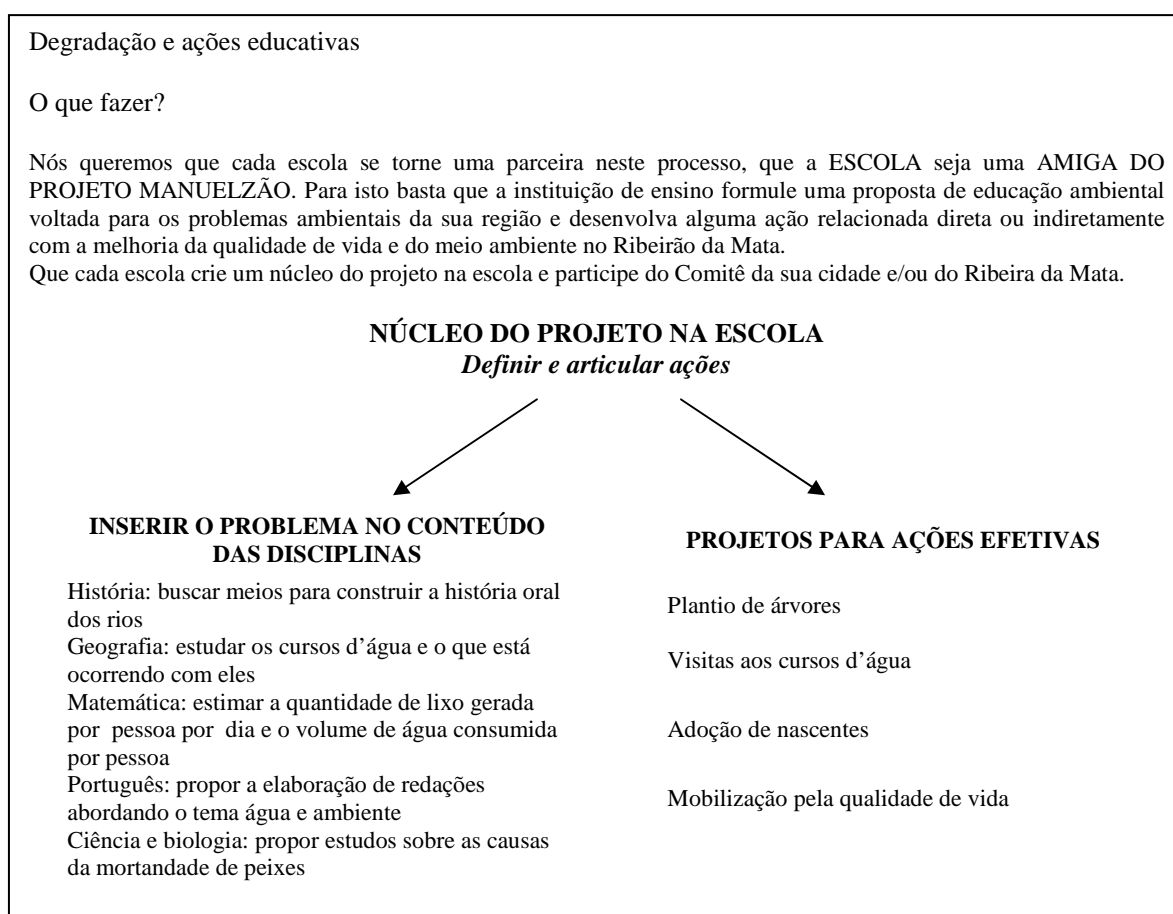 Degradação e ações educativas
O que fazer?
Nós queremos que cada escola se torne uma parceira neste processo, que a ESCOLA seja uma AMIGA DO
PROJETO MANUELZÃO. Para isto basta que a instituição de ensino formule uma proposta de educação ambiental
voltada para os problemas ambientais da sua região e desenvolva alguma ação relacionada direta ou indiretamente
com a melhoria da qualidade de vida e do meio ambiente no Ribeirão da Mata.
Que cada escola crie um núcleo do projeto na escola e participe do Comitê da sua cidade e/ou do Ribeira da Mata.
NÚCLEO DO PROJETO NA ESCOLA
Definir e articular ações
INSERIR O PROBLEMA NO CONTEÚDO
DAS DISCIPLINAS
História: buscar meios para construir a história oral
dos rios
Geografia: estudar os cursos d’água e o que está
ocorrendo com eles
Matemática: estimar a quantidade de lixo gerada
por pessoa por dia e o volume de água consumida
por pessoa
Português: propor a elaboração de redações
abordando o tema água e ambiente
Ciência e biologia: propor estudos sobre as causas
da mortandade de peixes
PROJETOS PARA AÇÕES EFETIVAS
Plantio de árvores
Visitas aos cursos d’água
Adoção de nascentes
Mobilização pela qualidade de vida